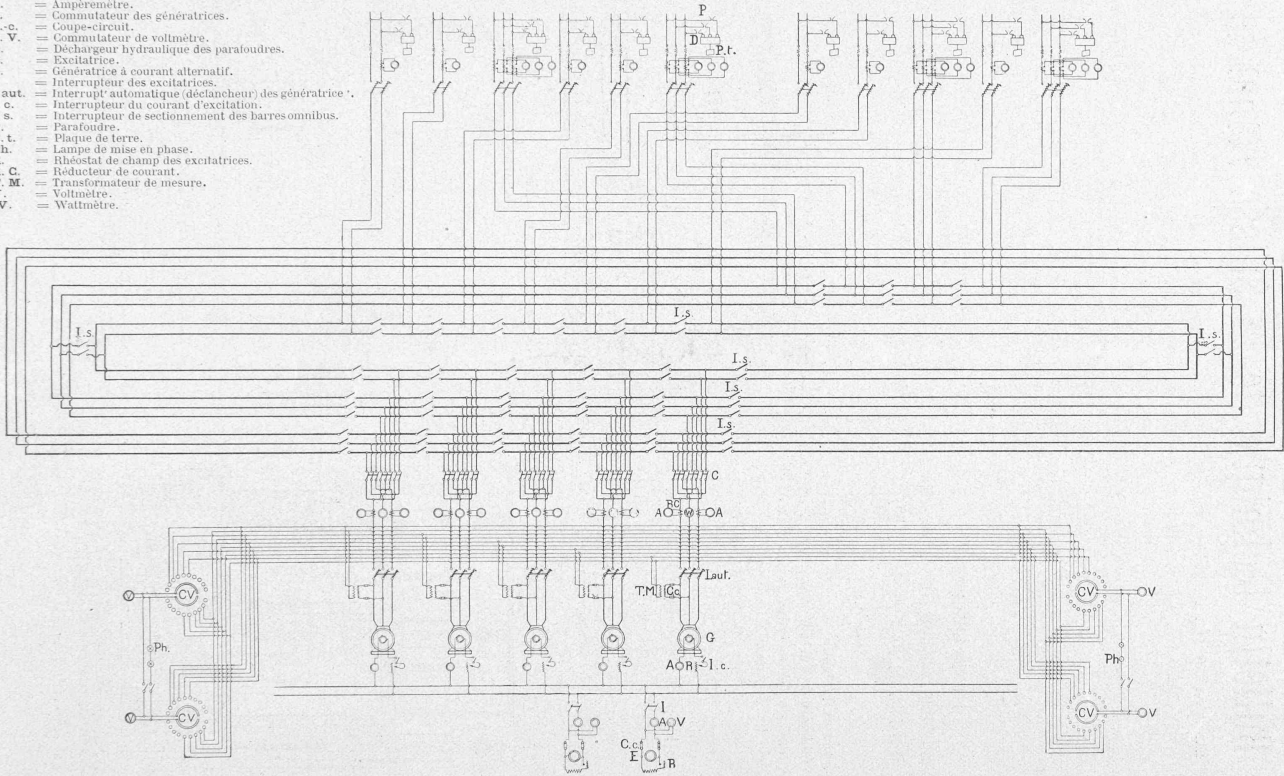 . = Ampèremètre.
. = Commutateur des génératrices.
.-c. = Coupe-circuit.
. V. = Commutateur de voltmètre.
. = Déchargeur hydraulique des parafoudres.
. = Excitatrice.
. = Génératrice à courant alternatif.
= Interrupteur des excitatrices.
aut. = Interrupt' automatique (déclancheur) des génératrice'.
c. = Interrupteur du courant d'excitation.
s. = Interrupteur de sectionnement des barres omnibus.
. = Parafoudre.
. t. = Plaque de terre.
h. = Lampe de mise en phase.
. = Rhéostat de champ des excitatrices.
. C. = Réducteur de courant.
. M. = Transformateur de mesure.
. = Voltmètre.
V. = Wattmètre.
P
D
P.t.
I.s.
I.s.
I.s.
I.s.
I.s.
I.s.
C
RC
A W A
I.aut.
T.M. C.c.
CV
V
CV
V
Ph.
Ph
G
A R I.c.
V
CV
CV
V
I
A V
C.c
E
R